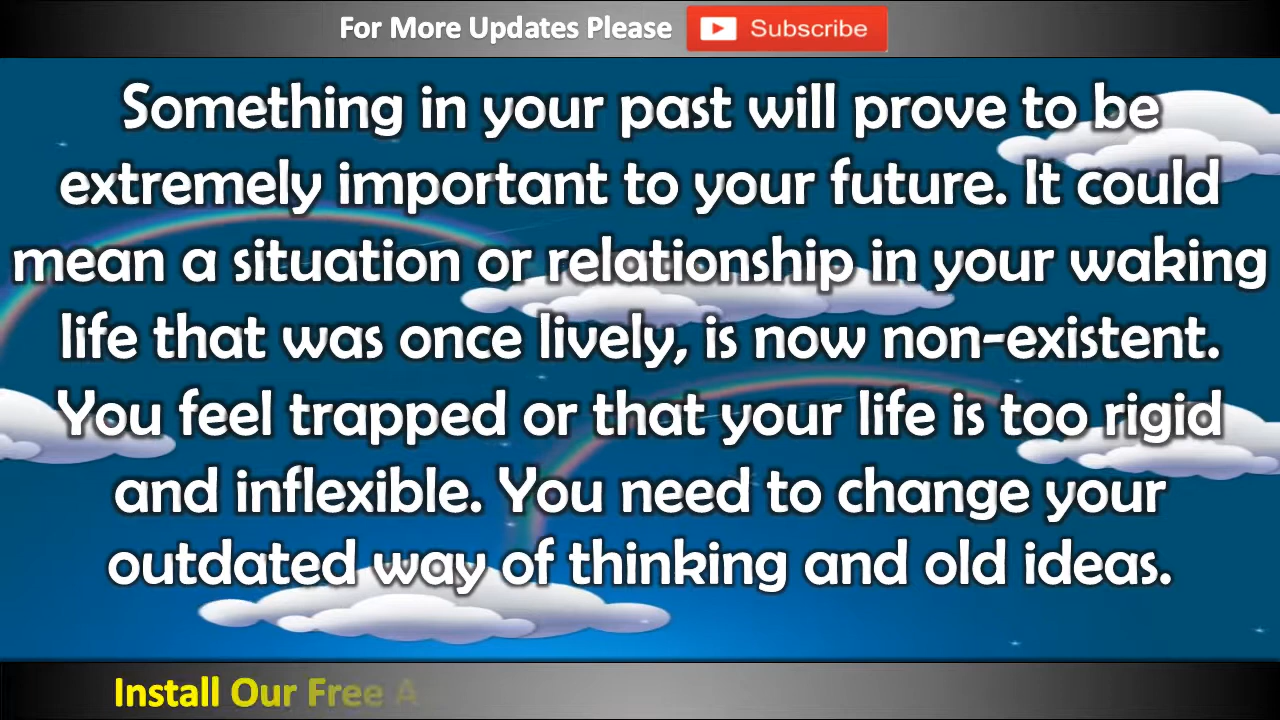 For More Updates Please Subscribe
Something in your past will prove to be
extremely important to your future. It could
mean a situation or relationship in your waking
life that was once lively, is now non-existent.
You feel trapped or that your life is too rigid
and inflexible. You need to change your
outdated way of thinking and old ideas.
Install Our Free A